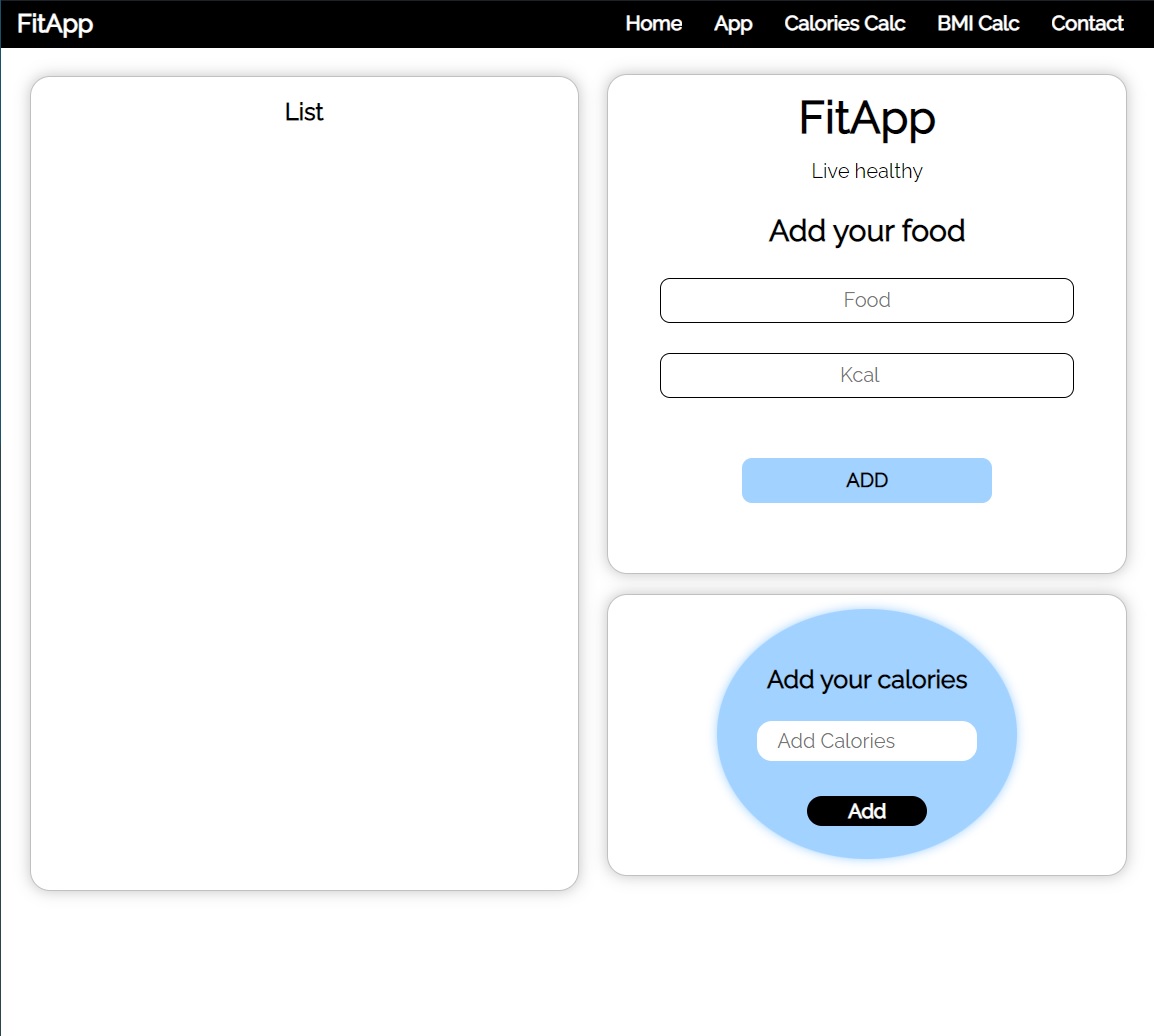 FitApp
Home App Calories Calc BMI Calc Contact
List
FitApp
Live healthy
Add your food
Food
Kcal
ADD
Add your calories
Add Calories
Add